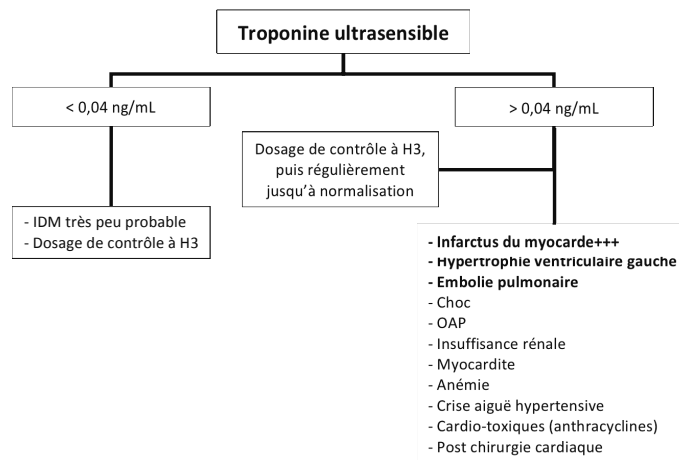 Troponine ultrasensible
< 0,04 ng/mL
> 0,04 ng/mL
Dosage de contrôle à H3,
puis régulièrement
jusqu'à normalisation
- IDM très peu probable
- Dosage de contrôle à H3
- Infarctus du myocarde+++
- Hypertrophie ventriculaire gauche
- Embolie pulmonaire
- Choc
- OAP
- Insuffisance rénale
- Myocardite
- Anémie
- Crise aiguë hypertensive
- Cardio-toxiques (anthracyclines)
- Post chirurgie cardiaque